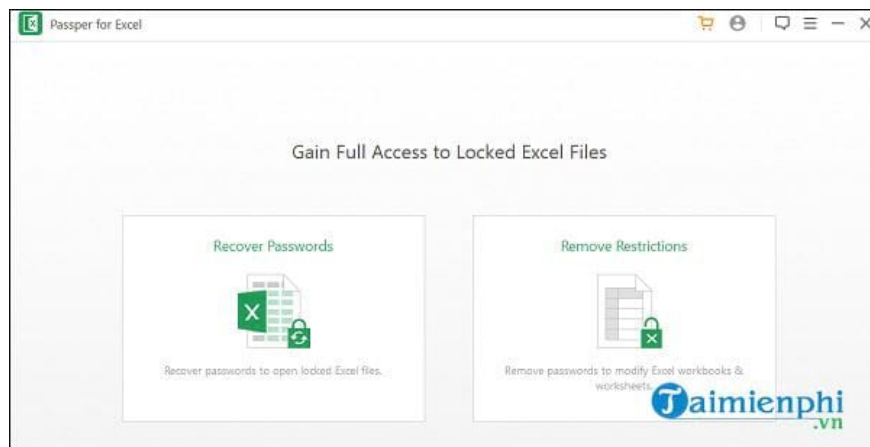 Passper for Excel
Gain Full Access to Locked Excel Files
Recover Passwords
Remove Restrictions
X
X
Recover passwords to open locked Excel files.
Remove passwords to modify Excel workbooks &
worksheets.
Taimienphi
.vn